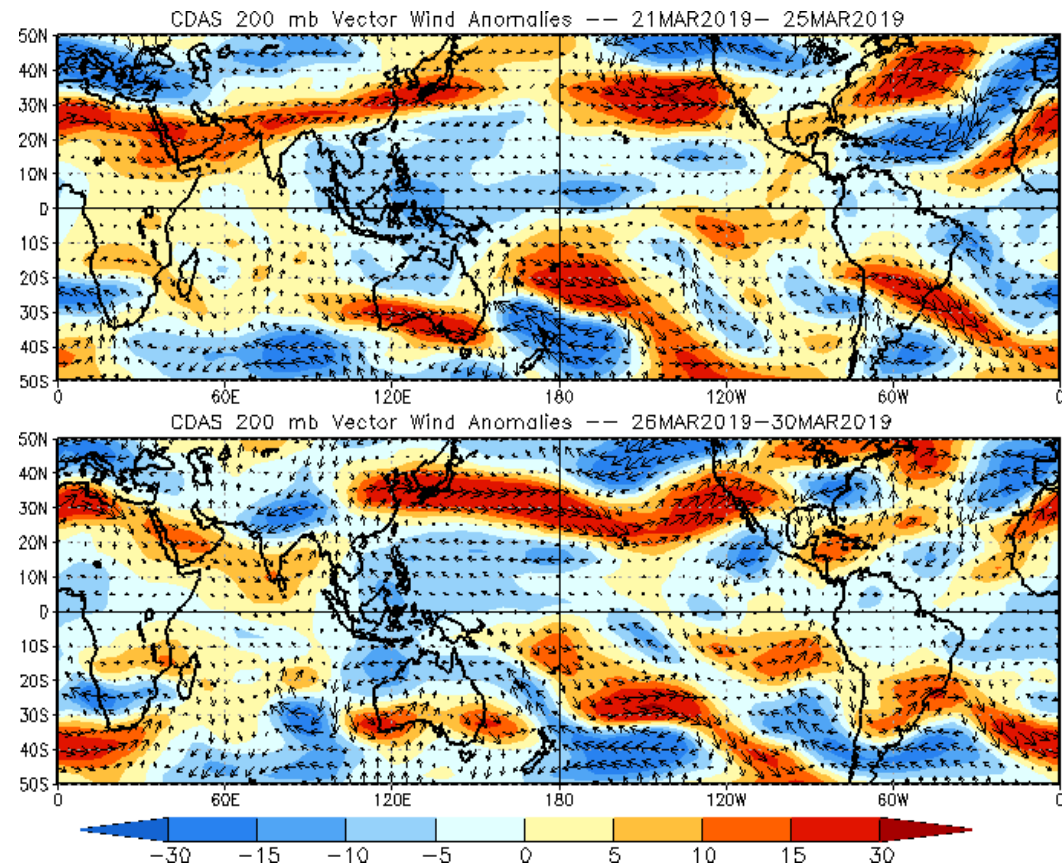 CDAS 200 mb Vector Wind Anomalies -- 21MAR2019- 25MAR2019
50N
40N
30N
20N
10N
0
10S
20S
30S
40S
50S
0 60E 120E 180 120W 60W 0
CDAS 200 mb Vector Wind Anomalies -- 26MAR2019-30MAR2019
50N
40N
30N
20N
10N
0
10S
20S
30S
40S
50S
0 60E 120E 180 120W 60W 0
-30 -15 -10 -5 0 5 10 15 30